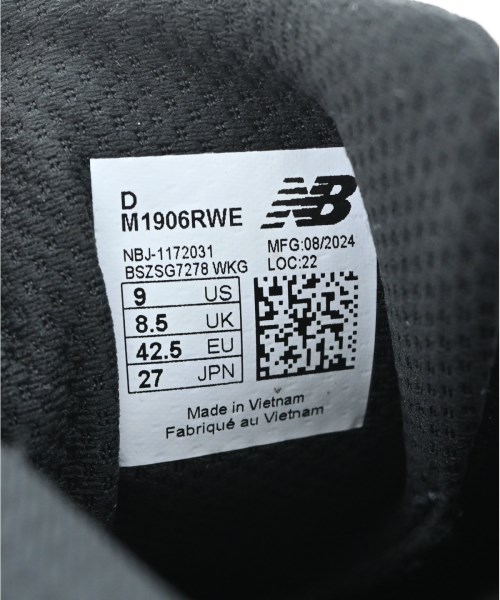 D
M1906RWE
NB
NBJ-1172031
MFG:08/2024
BSZSG7278 WKG
LOC:22
9 US
8.5 UK
42.5 EU
27 JPN
Made in Vietnam
Fabriqué au Vietnam